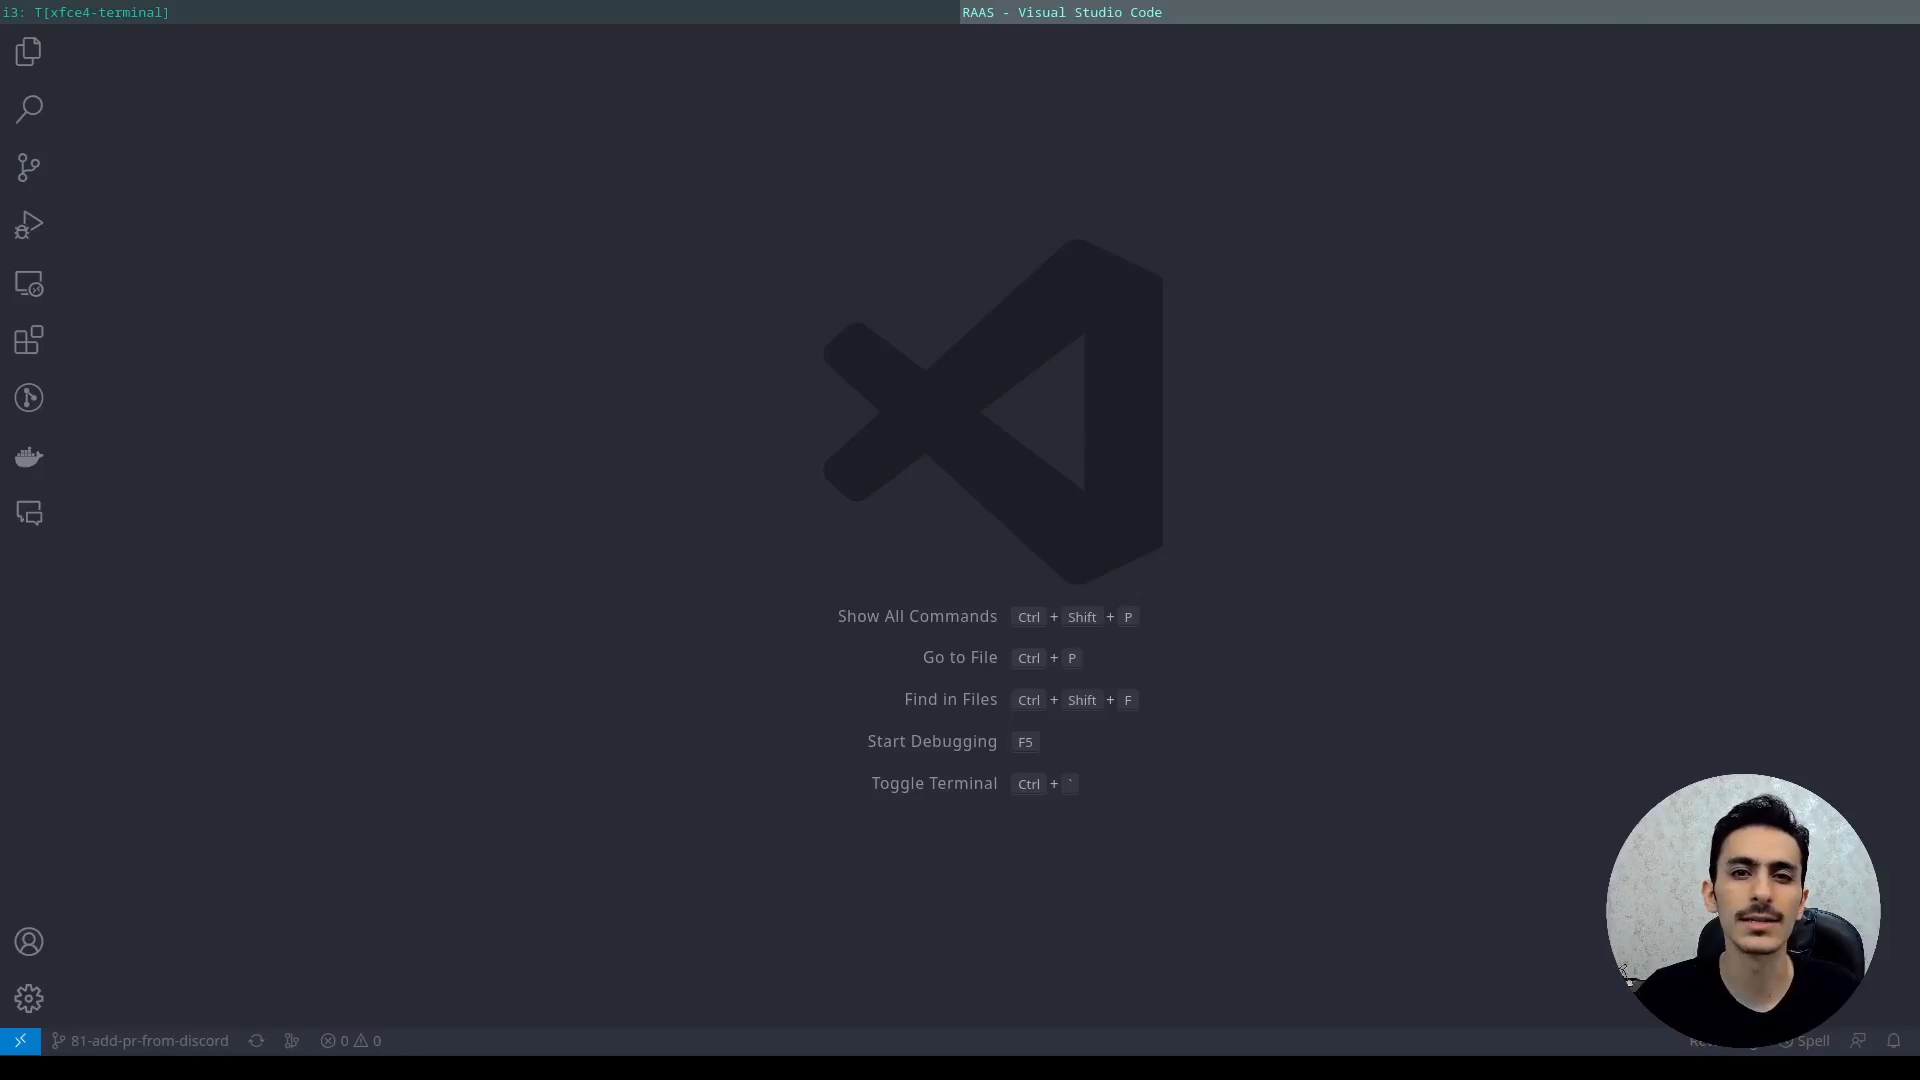 i3: T[xfce4-terminal]
RAAS - Visual Studio Code
Show All Commands Ctrl + Shift + P
Go to File Ctrl + P
Find in Files Ctrl + Shift + F
Start Debugging F5
Toggle Terminal Ctrl + `
81-add-pr-from-discord 0 0 Spell